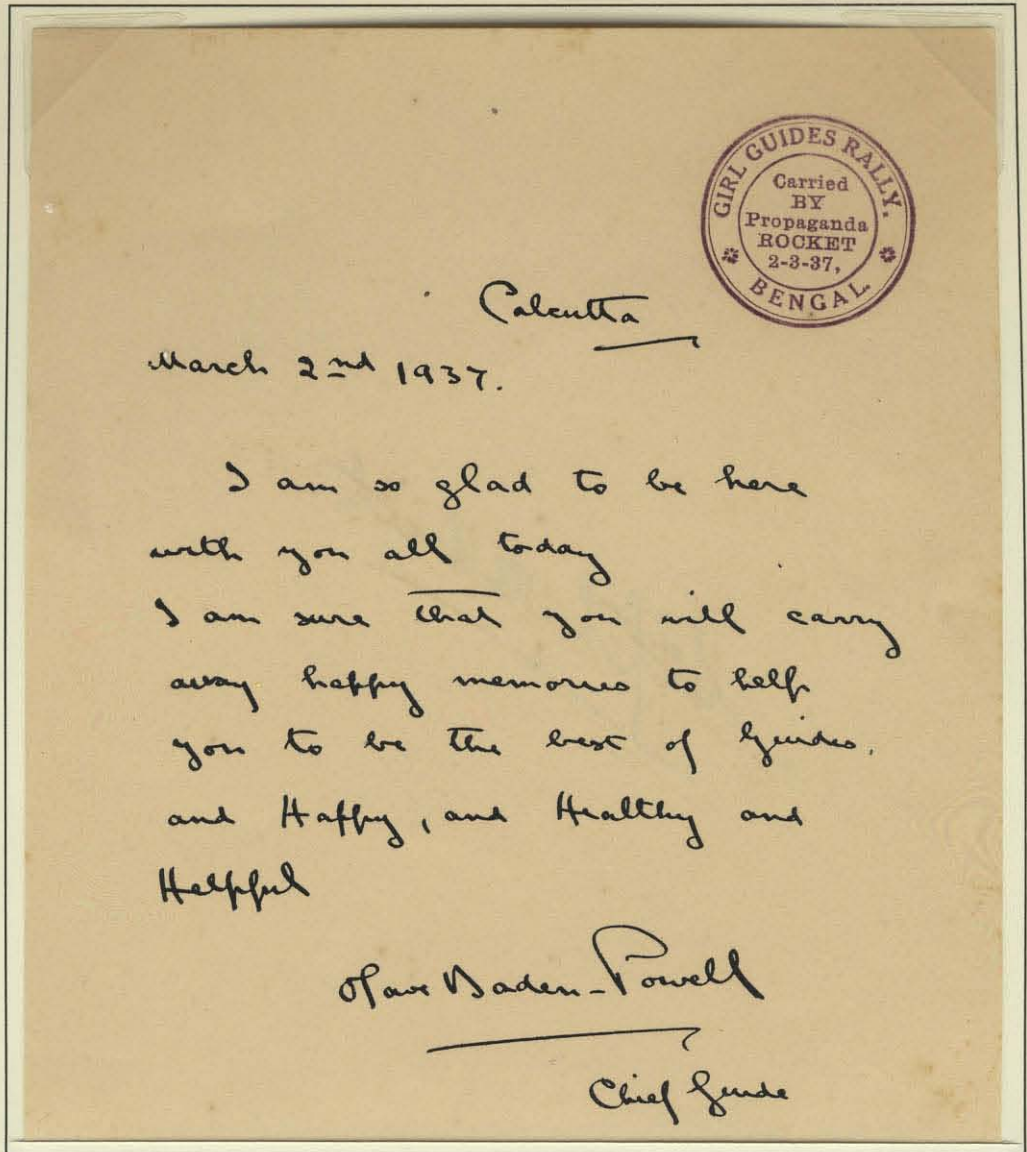 GIRL GUIDES RALLY.
Carried
BY
Propaganda
ROCKET
2-3-37,
BENGAL.
Calcutta
March 2nd 1937.
I am so glad to be here
with you all today
I am sure that you will carry
away happy memories to help
you to be the best of Guides.
and Happy, and Healthy and
Helpful
Olave Baden-Powell
Chief Guide